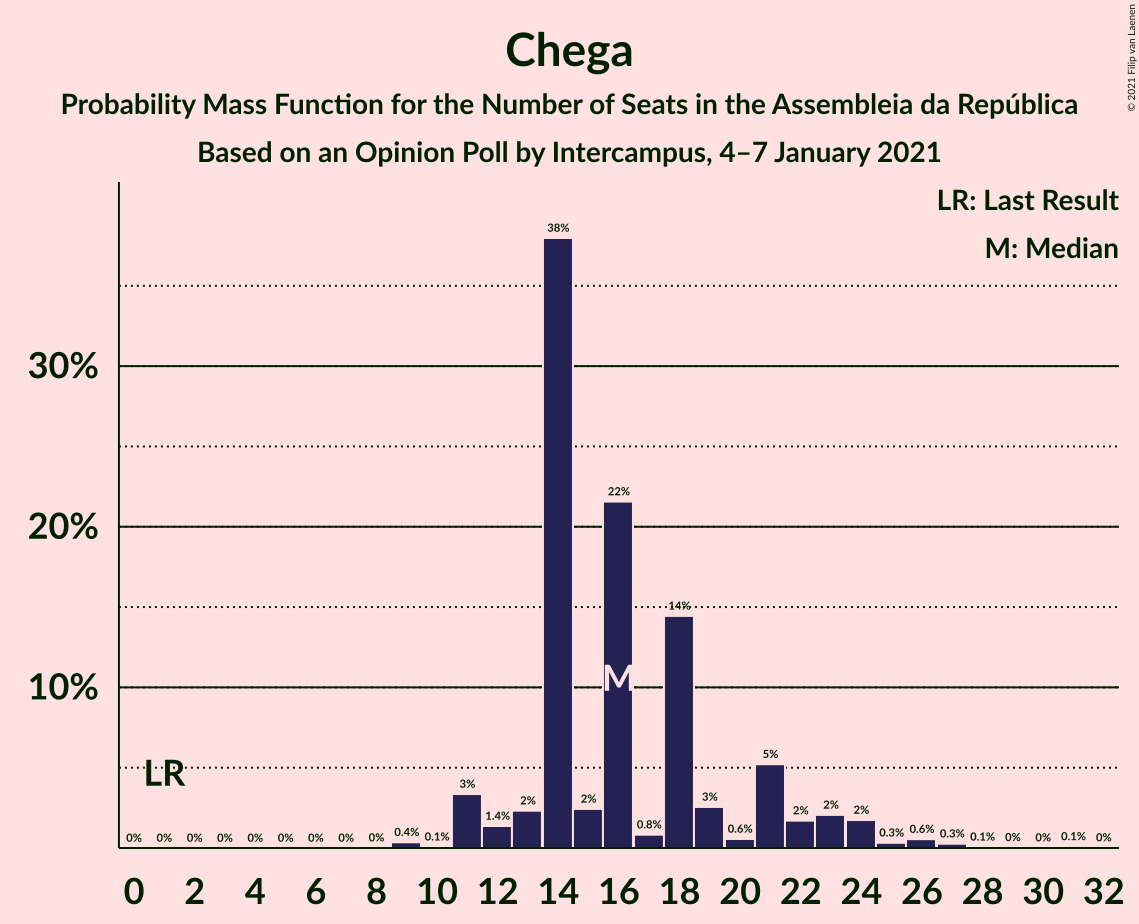 Chega
Probability Mass Function for the Number of Seats in the Assembleia da República
Based on an Opinion Poll by Intercampus, 4–7 January 2021
© 2021 Filip van Laenen
LR: Last Result
M: Median
38%
30%
22%
20%
14%
10%
M
LR
5%
3% 1.4% 2% 2% 0.8% 3% 0.6% 2% 2% 2%
0% 0% 0% 0% 0% 0% 0% 0% 0% 0.4% 0.1% 0.3% 0.6% 0.3% 0.1% 0% 0% 0.1% 0%
0 2 4 6 8 10 12 14 16 18 20 22 24 26 28 30 32